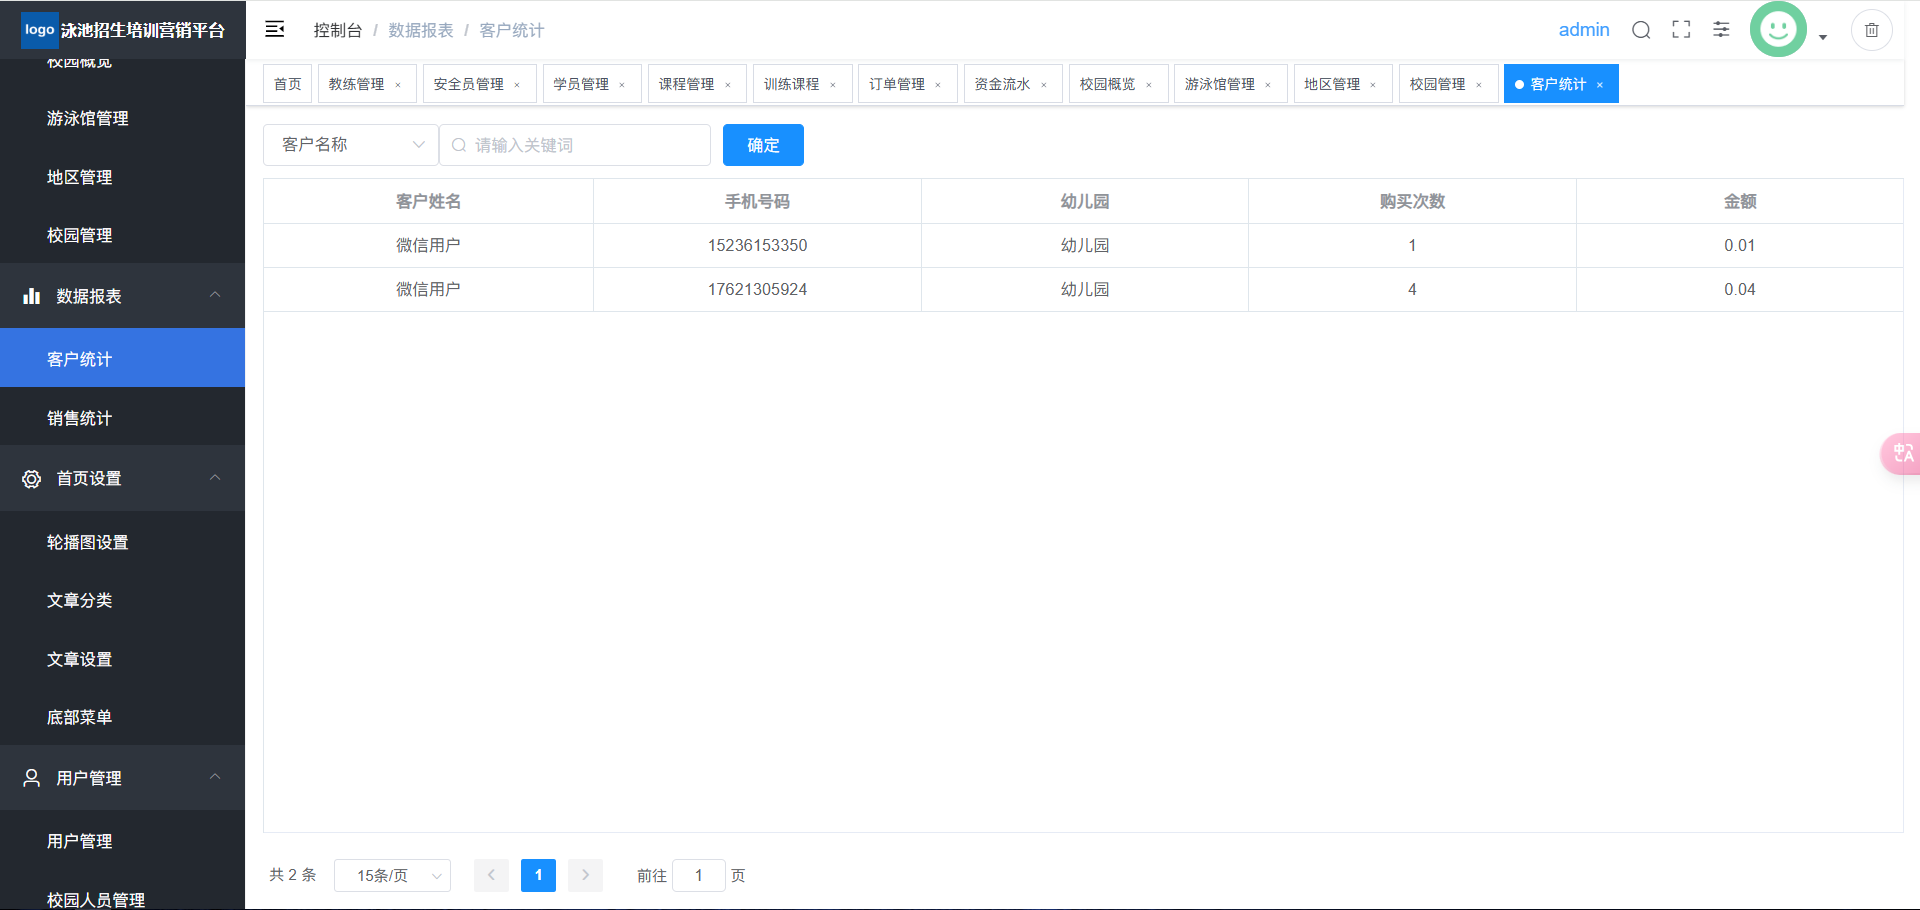 logo 泳池招生培训营销平台
控制台 / 数据报表 / 客户统计
admin
首页 教练管理 × 安全员管理 × 学员管理 × 课程管理 × 训练课程 × 订单管理 × 资金流水 × 校园概览 × 游泳馆管理 × 地区管理 × 校园管理 × 客户统计 ×
校园概览
游泳馆管理
地区管理
校园管理
数据报表
客户统计
销售统计
首页设置
轮播图设置
文章分类
文章设置
底部菜单
用户管理
用户管理
校园人员管理
客户名称 请输入关键词 确定
客户姓名 手机号码 幼儿园 购买次数 金额
微信用户 15236153350 幼儿园 1 0.01
微信用户 17621305924 幼儿园 4 0.04
共 2 条 15条/页 1 前往 1 页
中A